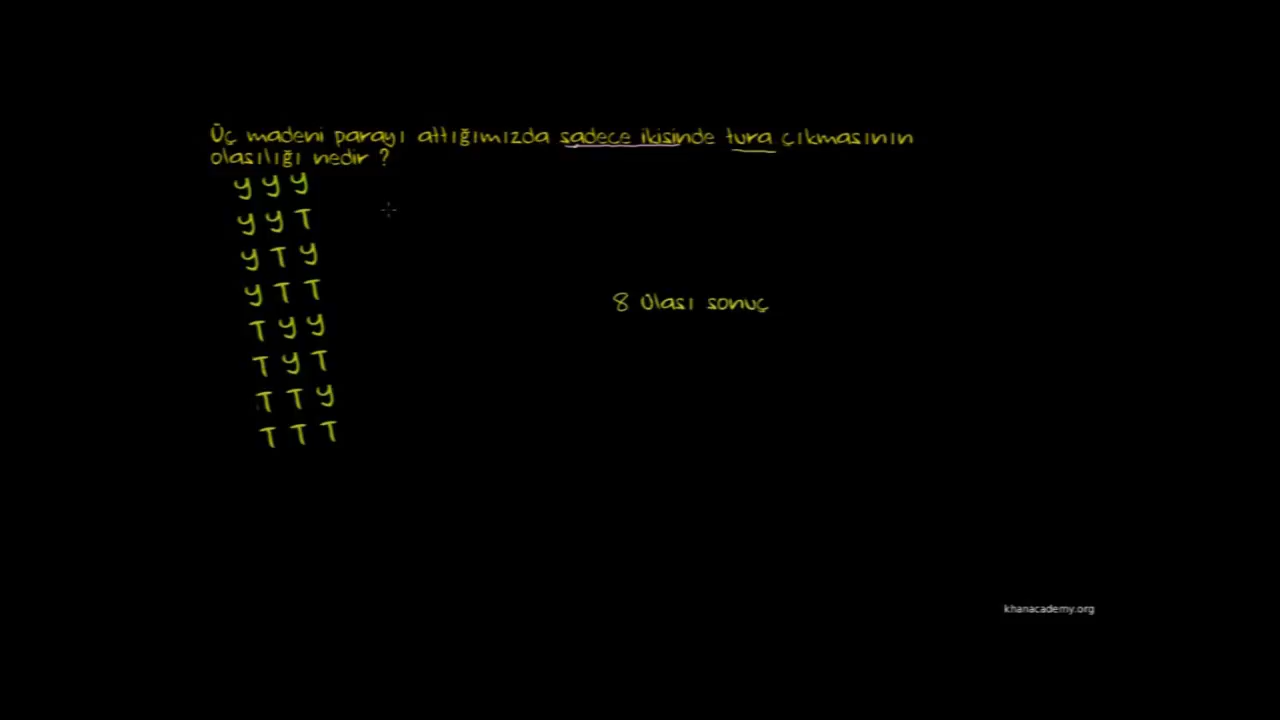 Üç madeni parayı attığımızda sadece ikisinde tura çıkmasının
olasılığı nedir ?
y y y
y y T
y T y
y T T
8 Olası sonuç
T y y
T y T
T T y
T T T
khanacademy.org